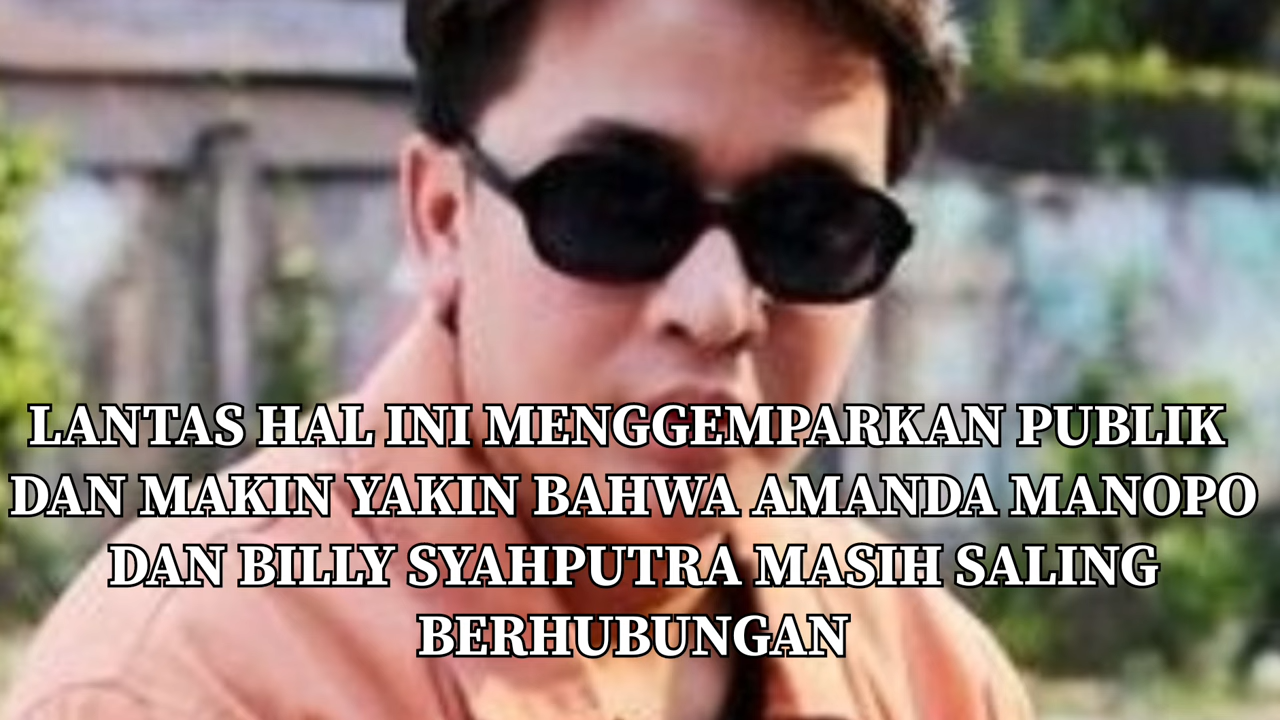 LANTAS HAL INI MENGGEMPARKAN PUBLIK
DAN MAKIN YAKIN BAHWA AMANDA MANOPO
DAN BILLY SYAHPUTRA MASIH SALING
BERHUBUNGAN